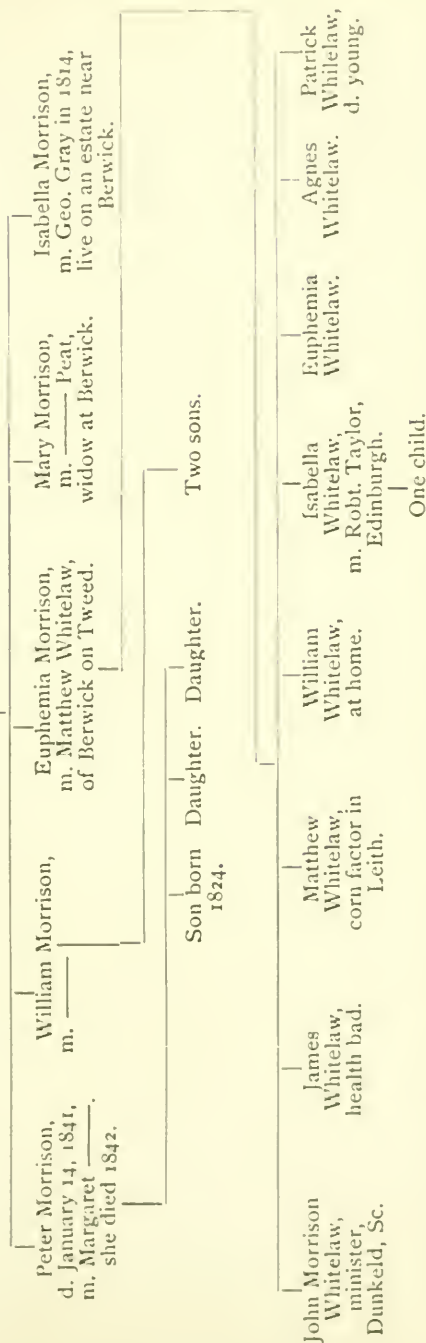 Peter Morrison,
d. January 14, 1841,
m. Margaret ———.
she died 1842.
William Morrison,
m. ———
Euphemia Morrison,
m. Matthew Whitelaw,
of Berwick on Tweed.
Mary Morrison,
m. ——— Peat,
widow at Berwick.
Isabella Morrison,
m. Geo. Gray in 1814,
live on an estate near
Berwick.
Son born
1824.
Daughter.
Daughter.
Two sons.
John Morrison
Whitelaw,
minister,
Dunkeld, Sc.
James
Whitelaw,
health bad.
Matthew
Whitelaw,
corn factor in
Leith.
William
Whitelaw,
at home.
Isabella
Whitelaw,
m. Robt. Taylor,
Edinburgh.
One child.
Euphemia
Whitelaw.
Agnes
Whitelaw.
Patrick
Whitelaw,
d. young.